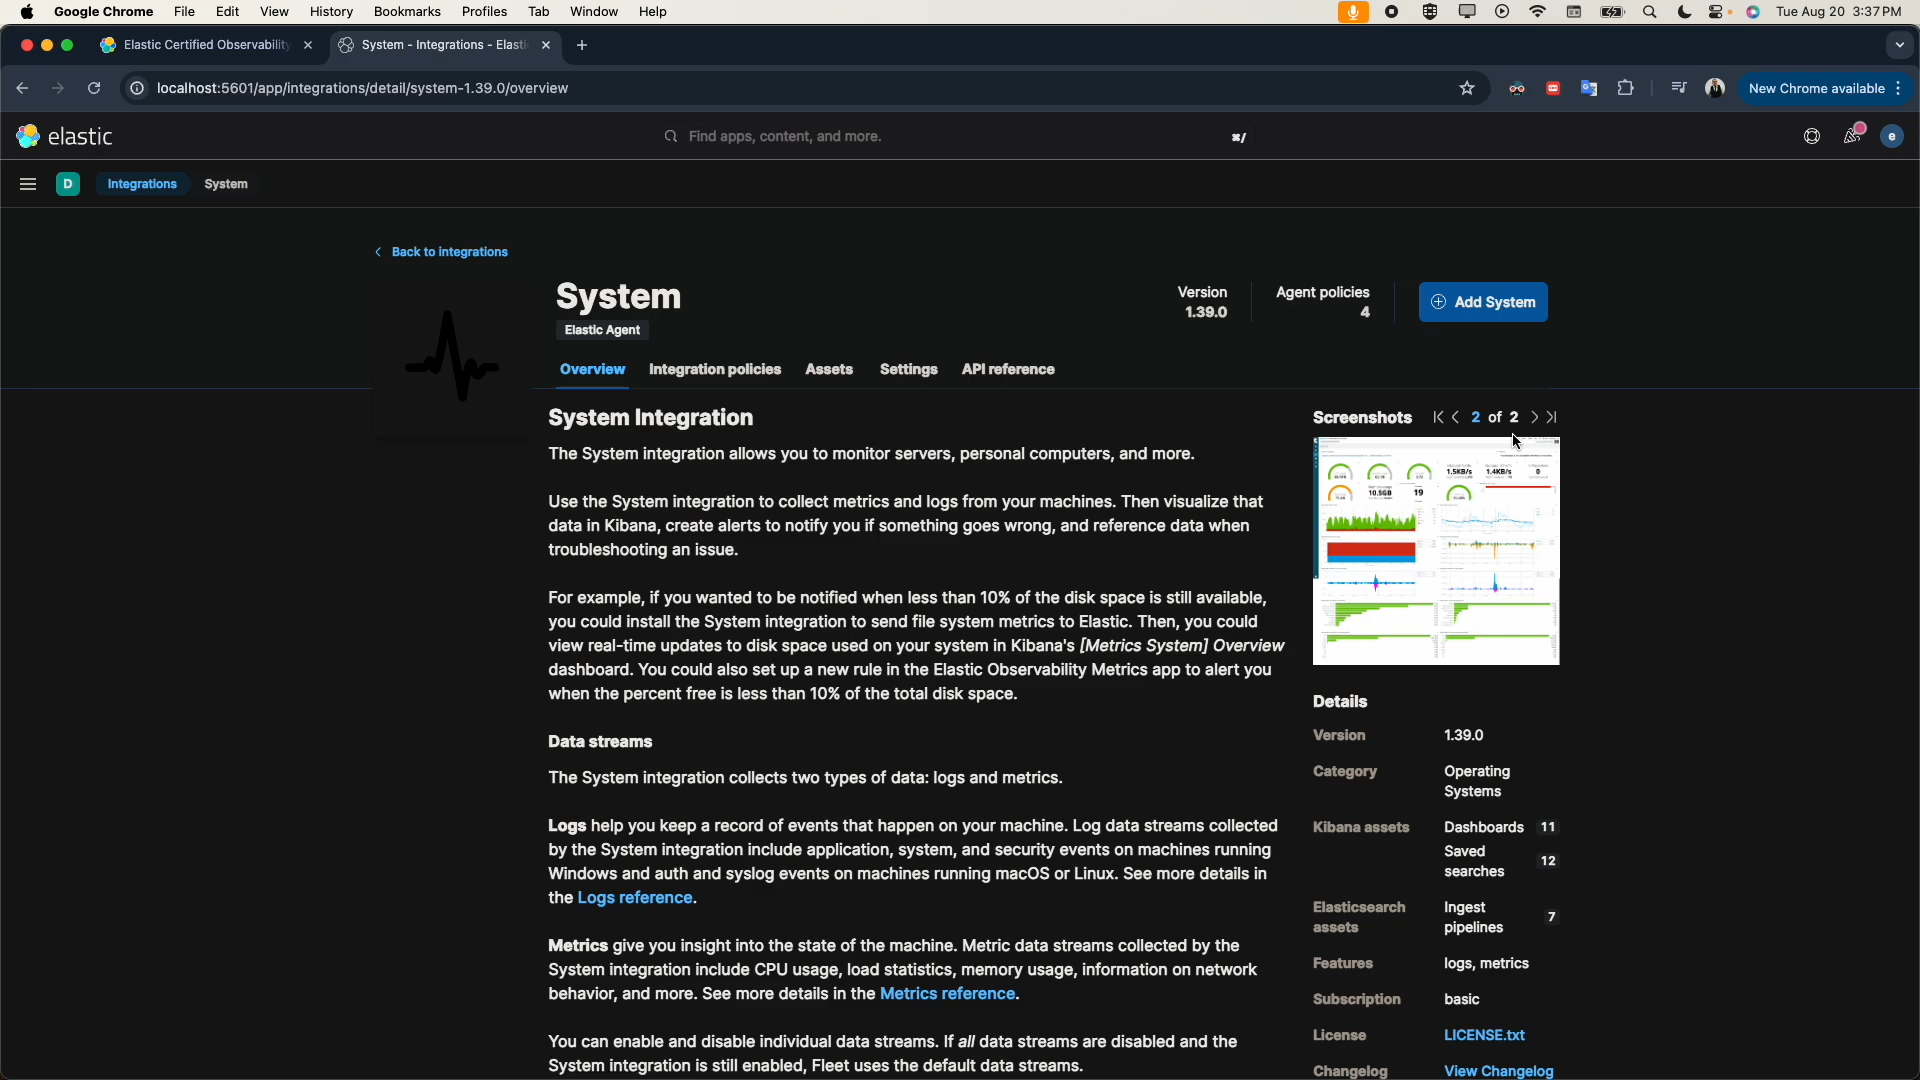 Google Chrome File Edit View History Bookmarks Profiles Tab Window Help Tue Aug 20 3:37 PM
Elastic Certified Observability System - Integrations - Elasti
localhost:5601/app/integrations/detail/system-1.39.0/overview New Chrome available
elastic Find apps, content, and more. ⌘/ e
D Integrations System
Back to integrations
System
Elastic Agent
Version
1.39.0
Agent policies
4
Add System
Overview Integration policies Assets Settings API reference
System Integration
The System integration allows you to monitor servers, personal computers, and more.
Use the System integration to collect metrics and logs from your machines. Then visualize that
data in Kibana, create alerts to notify you if something goes wrong, and reference data when
troubleshooting an issue.
For example, if you wanted to be notified when less than 10% of the disk space is still available,
you could install the System integration to send file system metrics to Elastic. Then, you could
view real-time updates to disk space used on your system in Kibana's [Metrics System] Overview
dashboard. You could also set up a new rule in the Elastic Observability Metrics app to alert you
when the percent free is less than 10% of the total disk space.
Data streams
The System integration collects two types of data: logs and metrics.
Logs help you keep a record of events that happen on your machine. Log data streams collected
by the System integration include application, system, and security events on machines running
Windows and auth and syslog events on machines running macOS or Linux. See more details in
the Logs reference.
Metrics give you insight into the state of the machine. Metric data streams collected by the
System integration include CPU usage, load statistics, memory usage, information on network
behavior, and more. See more details in the Metrics reference.
You can enable and disable individual data streams. If all data streams are disabled and the
System integration is still enabled, Fleet uses the default data streams.
Screenshots 2 of 2
1.5KB/s 1.4KB/s 0
10.5GB 19
Details
Version 1.39.0
Category Operating
Systems
Kibana assets Dashboards 11
Saved
searches 12
Elasticsearch
assets
Ingest
pipelines 7
Features logs, metrics
Subscription basic
License LICENSE.txt
Changelog View Changelog